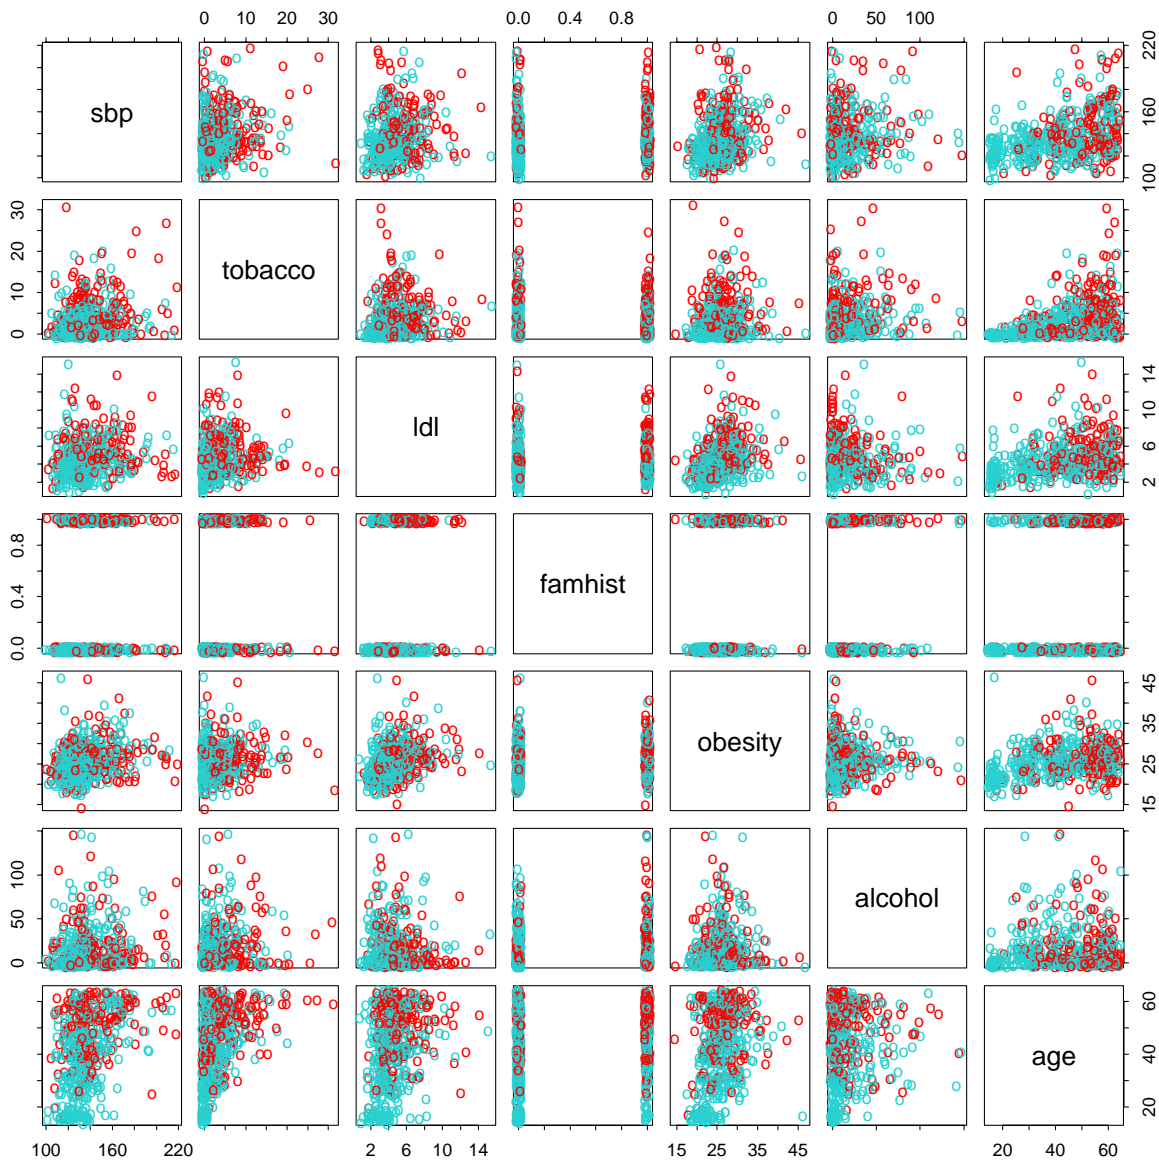 0 10 20 30 0.0 0.4 0.8 0 50 100
sbp 100 160 220
0 10 20 30 tobacco
ldl 2 6 10 14
0.0 0.4 0.8 famhist
obesity 15 25 35 45
0 50 100 alcohol
age 20 40 60
100 160 220 2 6 10 14 15 25 35 45 20 40 60